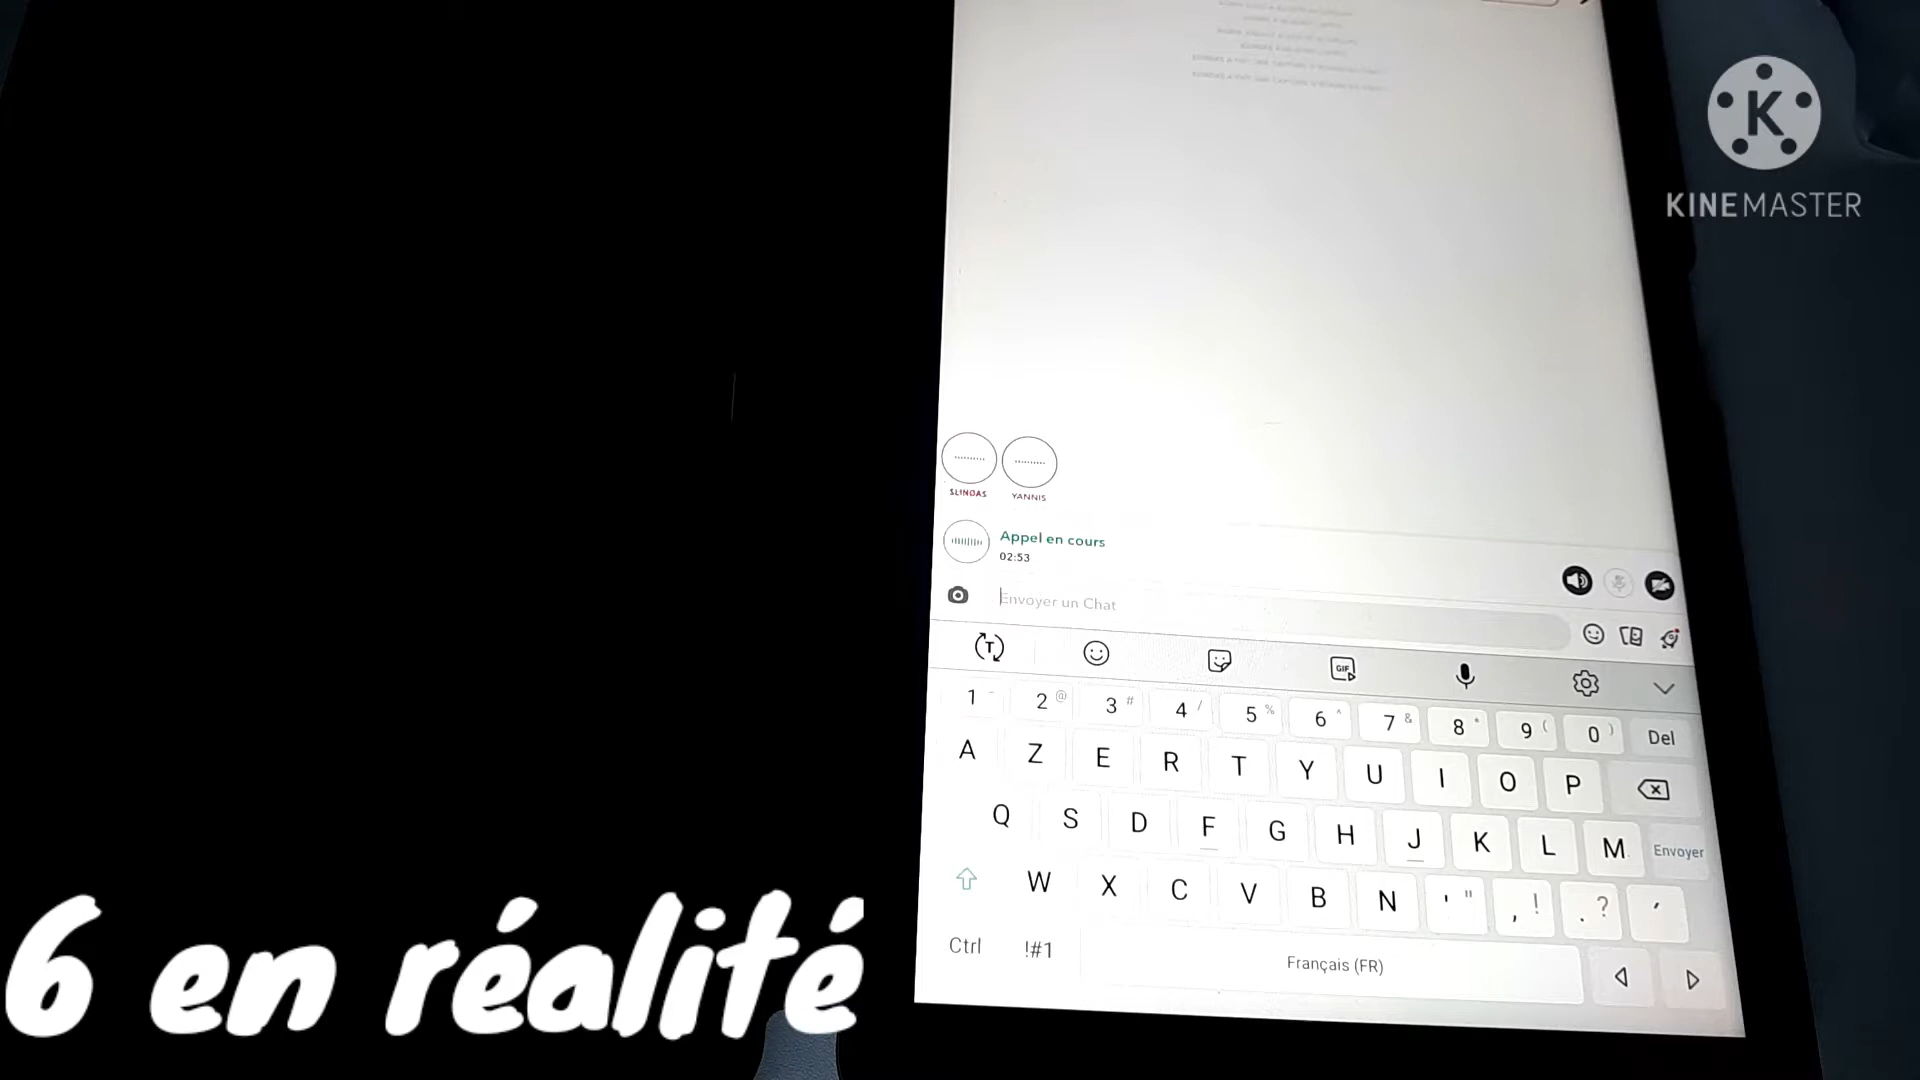 KINEMASTER
SLINOAS YANNIS
Appel en cours
02:53
Envoyer un Chat
GIF
1 2 @ 3 # 4 / 5 % 6 ^ 7 & 8 * 9 ( 0 ) Del
A Z E R T Y U I O P
Q S D F G H J K L M Envoyer
W X C V B N ' " , ! . ? ʼ
Ctrl !#1 Français (FR)
6 en réalité